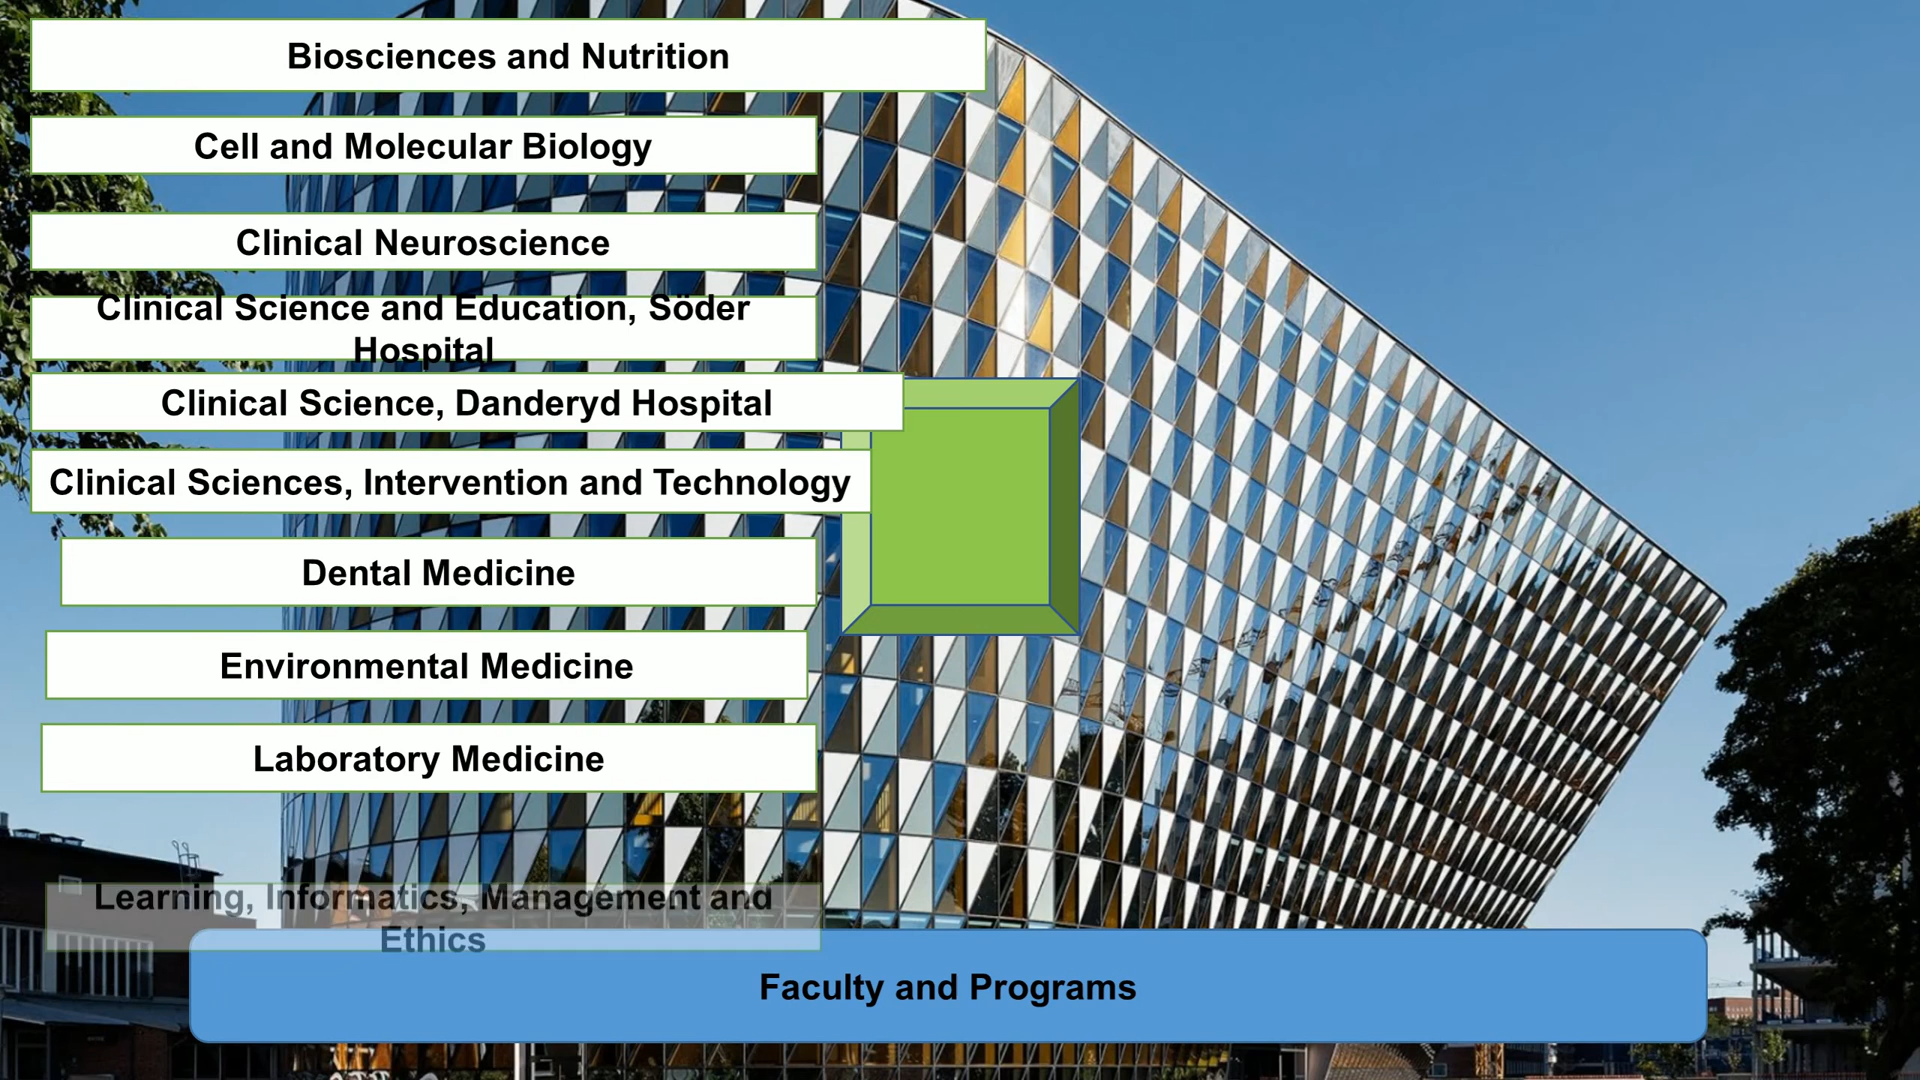 Biosciences and Nutrition
Cell and Molecular Biology
Clinical Neuroscience
Clinical Science and Education, Söder
Hospital
Clinical Science, Danderyd Hospital
Clinical Sciences, Intervention and Technology
Dental Medicine
Environmental Medicine
Laboratory Medicine
Learning, Informatics, Management and
Ethics
Faculty and Programs